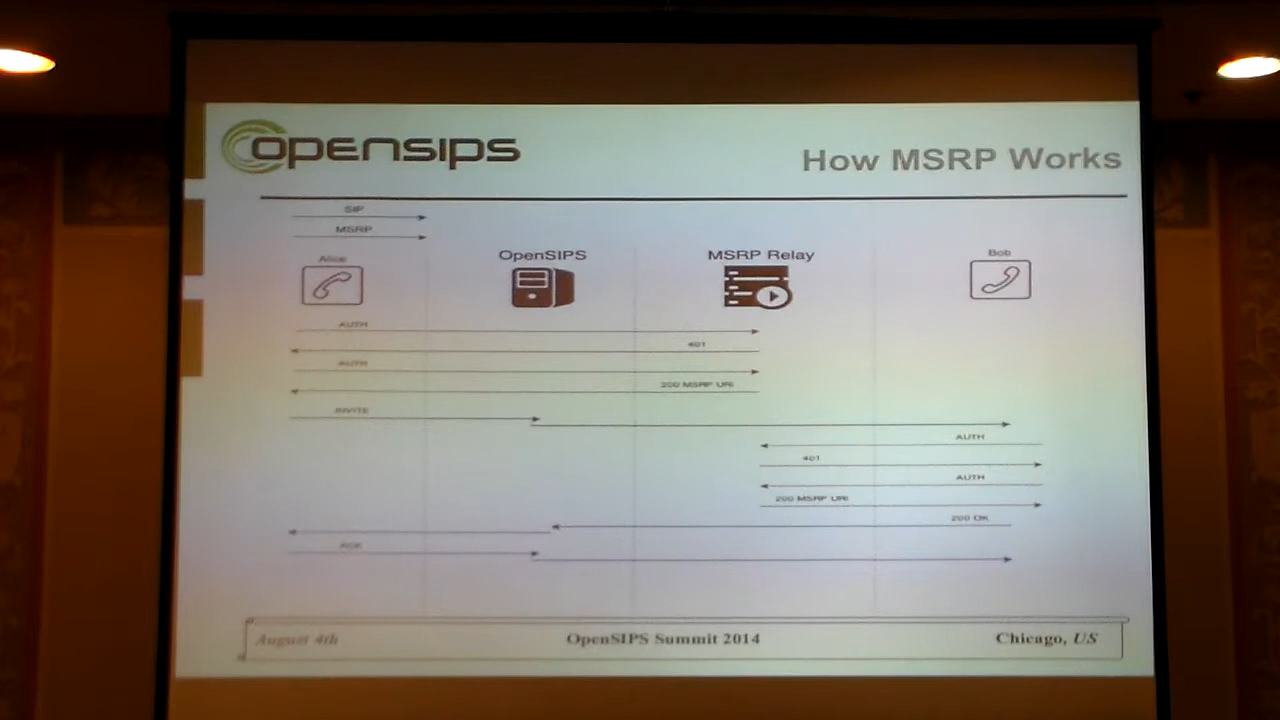 opensips
How MSRP Works
SIP
MSRP
Alice
OpenSIPS
MSRP Relay
Bob
AUTH
401
AUTH
200 MSRP URI
INVITE
AUTH
401
AUTH
200 MSRP URI
200 OK
ACK
August 4th
OpenSIPS Summit 2014
Chicago, US